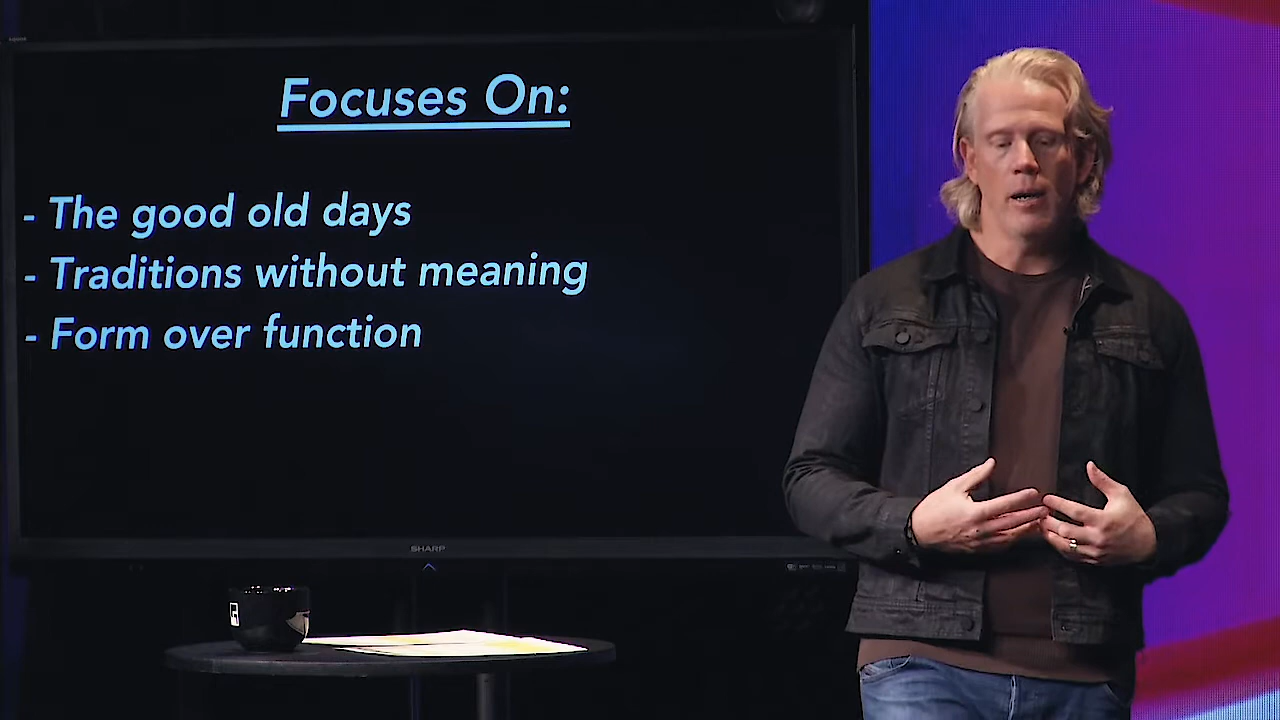 Focuses On:
- The good old days
- Traditions without meaning
- Form over function
SHARP